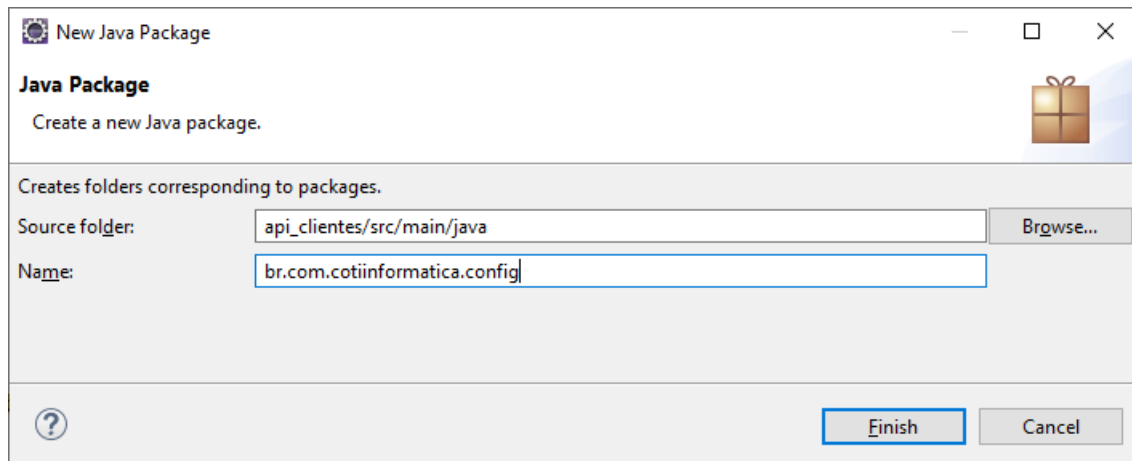 New Java Package
Java Package
Create a new Java package.
Creates folders corresponding to packages.
Source folder: api_clientes/src/main/java Browse...
Name: br.com.cotiinformatica.config
? Finish Cancel